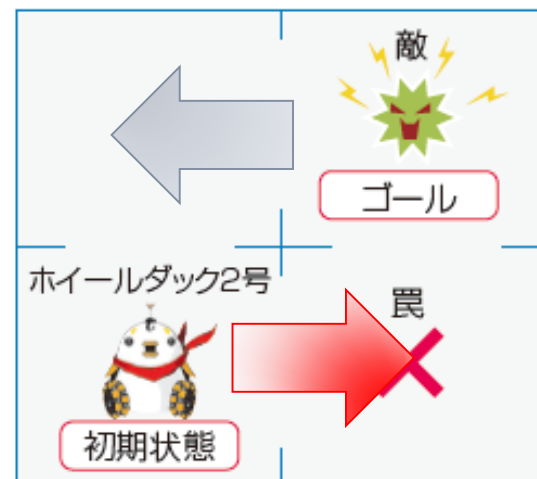 敵
ゴール
ホイールダック2号
罠
初期状態